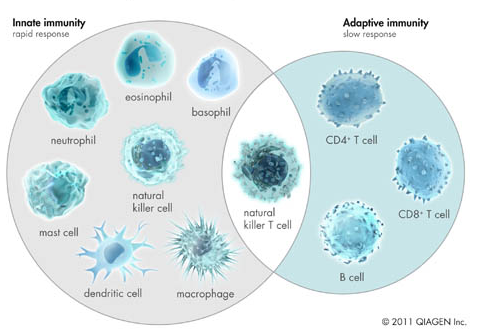 Innate immunity
rapid response
Adaptive immunity
slow response
eosinophil
basophil
neutrophil
CD4⁺ T cell
natural
killer cell
natural
killer T cell
CD8⁺ T cell
mast cell
B cell
dendritic cell
macrophage
© 2011 QIAGEN Inc.